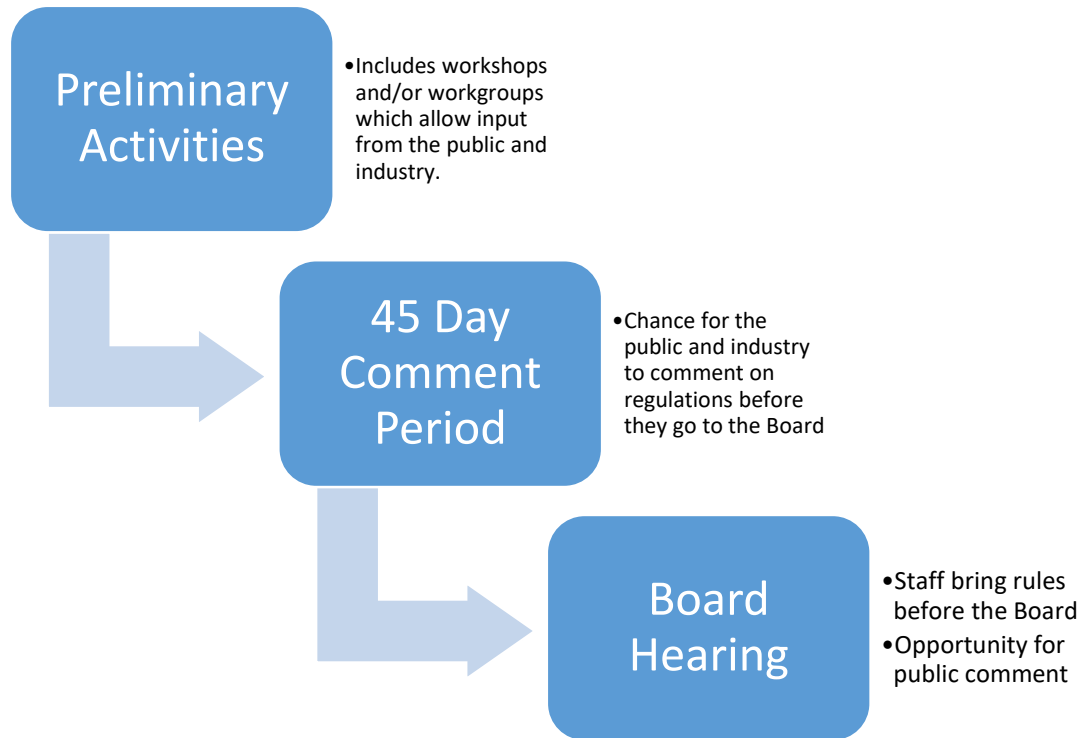 Preliminary
Activities
•Includes workshops
and/or workgroups
which allow input
from the public and
industry.
45 Day
Comment
Period
•Chance for the
public and industry
to comment on
regulations before
they go to the Board
Board
Hearing
•Staff bring rules
before the Board
•Opportunity for
public comment